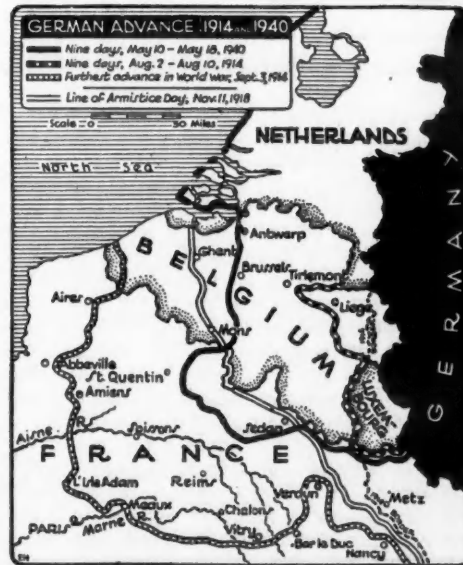 GERMAN ADVANCE : 1914 AND 1940
Nine days, May 10 – May 18, 1940
Nine days, Aug. 2 – Aug 10, 1914
Furthest advance in World war, Sept. 3, 1914
Line of Armistice Day, Nov. 11, 1918
Scale – 0 50 Miles
NETHERLANDS
North Sea
GERMANY
BELGIUM
Antwerp
Ghent
Brussels
Tirlemont
Liege
Aires
Mons
Abbeville
St Quentin
Amiens
LUXEM-
BOURG
Sedan
Aisne
R.
Soissons
FRANCE
L'Isle Adam
Reims
Verdun
Metz
Meaux
Chalons
PARIS
Marne
R.
Vitry
Bar le Duc
Nancy